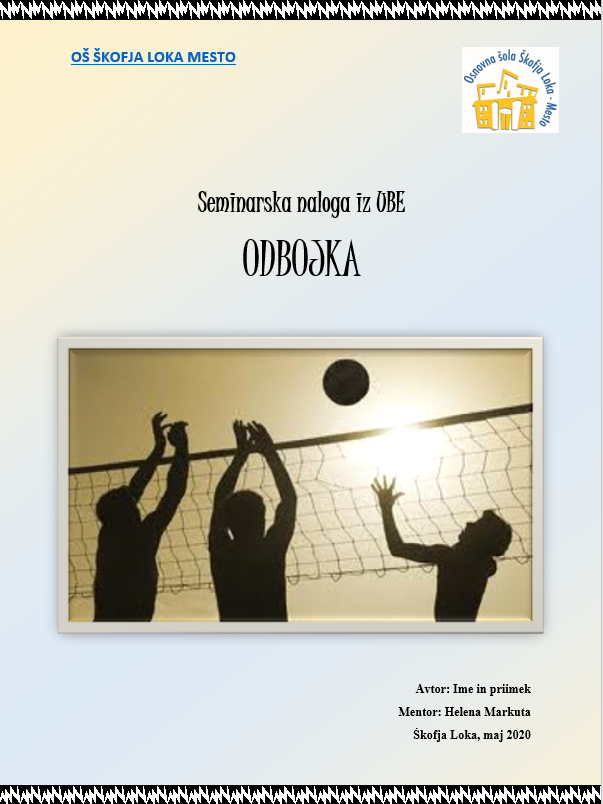 OŠ ŠKOFJA LOKA MESTO
Osnovna šola Škofja Loka - Mesto
Seminarska naloga iz UBE
ODBOJKA
Avtor: Ime in priimek
Mentor: Helena Markuta
Škofja Loka, maj 2020